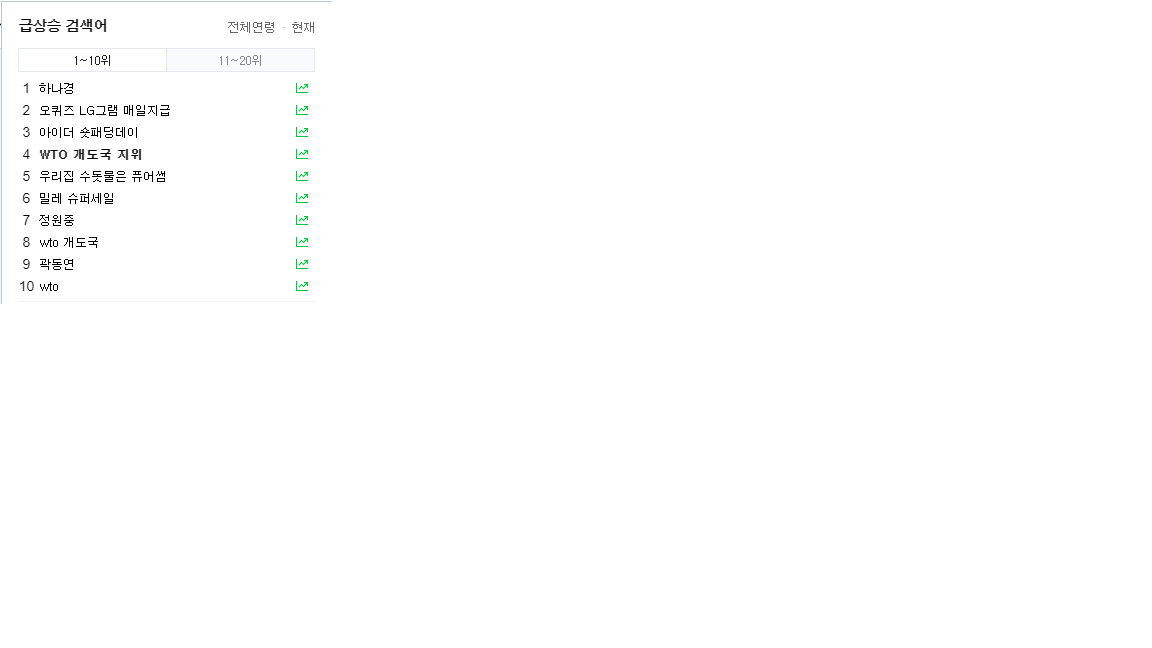 급상승 검색어
전체연령 - 현재
1~10위 11~20위
1 하나경
2 오퀴즈 LG그램 매일지급
3 아이더 숏패딩데이
4 WTO 개도국 지위
5 우리집 수돗물은 퓨어썸
6 밀레 슈퍼세일
7 정원중
8 wto 개도국
9 곽동연
10 wto